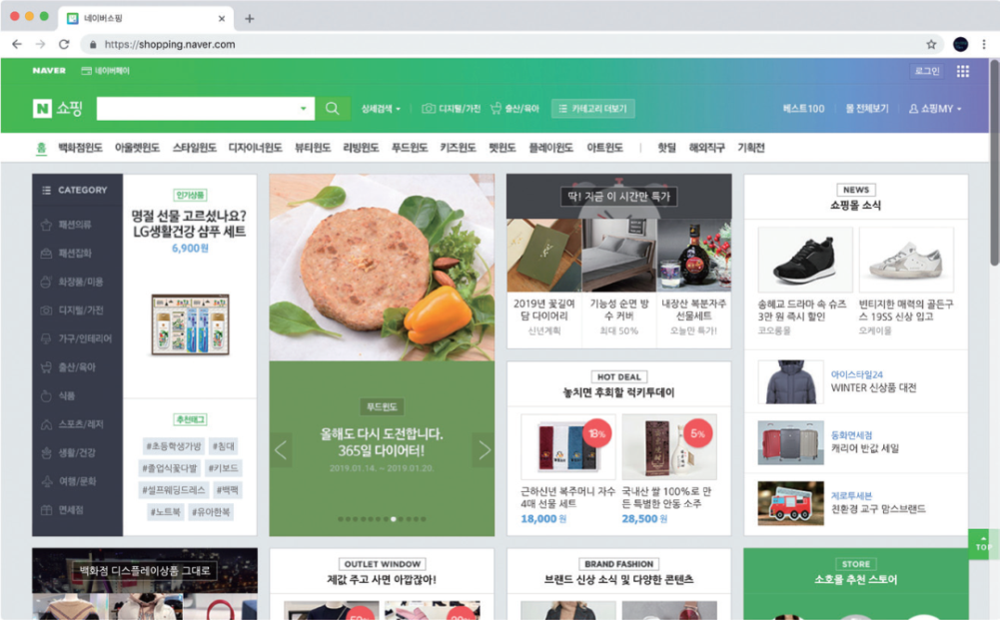 네이버쇼핑
https://shopping.naver.com
NAVER
네이버페이
로그인
N 쇼핑
상세검색
디지털/가전
출산/육아
카테고리 더보기
베스트100
몰 전체보기
쇼핑MY
홈 백화점윈도 아울렛윈도 스타일윈도 디자이너윈도 뷰티윈도 리빙윈도 푸드윈도 키즈윈도 펫윈도 플레이윈도 아트윈도 핫딜 해외직구 기획전
CATEGORY
패션의류
패션잡화
화장품/미용
디지털/가전
가구/인테리어
출산/육아
식품
스포츠/레저
생활/건강
여행/문화
면세점
인기상품
명절 선물 고르셨나요?
LG생활건강 샴푸 세트
6,900원
추천태그
#초등학생가방 #침대
#졸업식꽃다발 #키보드
#셀프웨딩드레스 #백팩
#노트북 #유아한복
푸드윈도
올해도 다시 도전합니다.
365일 다이어터!
2019.01.14. ~ 2019.01.20.
딱! 지금 이 시간만 특가
2019년 꽃길여
담 다이어리
신년계획
기능성 순면 방
수 커버
최대 50%
내장산 복분자주
선물세트
오늘만 특가!
HOT DEAL
놓치면 후회할 럭키투데이
18%
근하신년 복주머니 자수
4매 선물 세트
18,000 원
5%
국내산 쌀 100%로 만
든 특별한 안동 소주
28,500 원
NEWS
쇼핑몰 소식
송혜교 드라마 속 슈즈
3만 원 즉시 할인
코오롱몰
빈티지한 매력의 골든구
스 19SS 신상 입고
오케이몰
아이스타일24
WINTER 신상품 대전
동화면세점
캐리어 반값 세일
저로투세븐
친환경 교구 맘스브랜드
TOP
백화점 디스플레이상품 그대로
OUTLET WINDOW
제값 주고 사면 아깝잖아!
BRAND FASHION
브랜드 신상 소식 및 다양한 콘텐츠
STORE
소호몰 추천 스토어